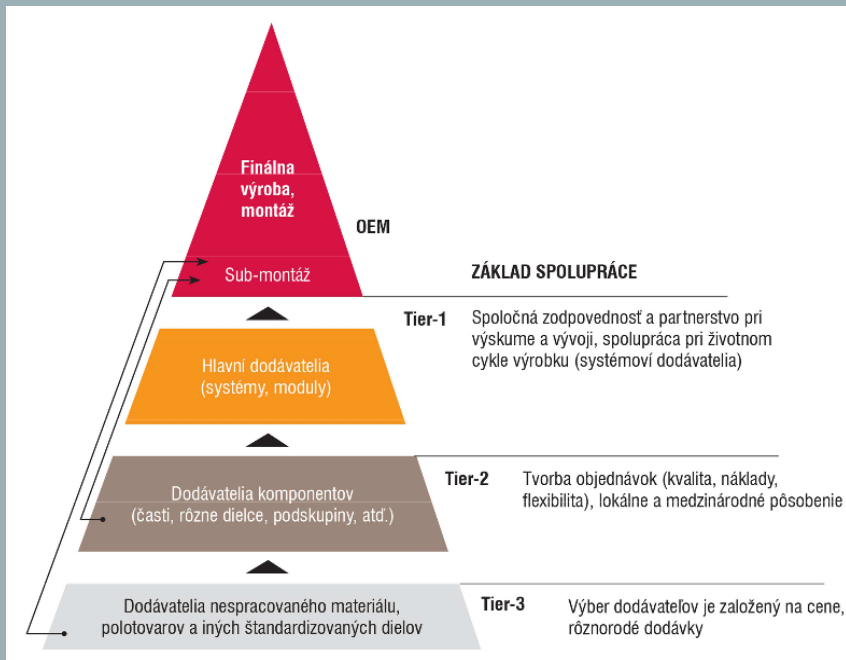 Finálna
výroba,
montáž
OEM
Sub-montáž
ZÁKLAD SPOLUPRÁCE
Tier-1
Spoločná zodpovednosť a partnerstvo pri
výskume a vývoji, spolupráca pri životnom
cykle výrobku (systémoví dodávatelia)
Hlavní dodávatelia
(systémy, moduly)
Tier-2
Tvorba objednávok (kvalita, náklady,
flexibilita), lokálne a medzinárodné pôsobenie
Dodávatelia komponentov
(časti, rôzne dielce, podskupiny, atď.)
Tier-3
Výber dodávateľov je založený na cene,
rôznorodé dodávky
Dodávatelia nespracovaného materiálu,
polotovarov a iných štandardizovaných dielov